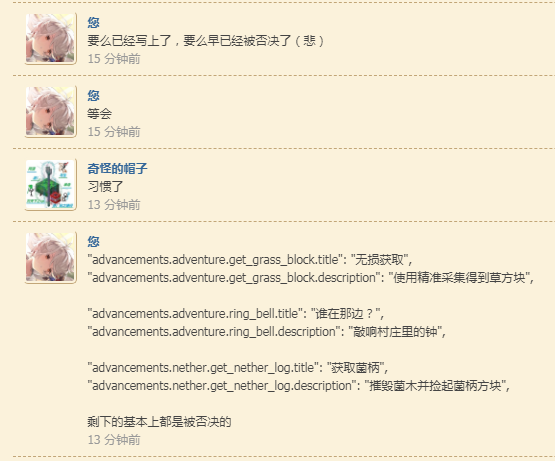 您
要么已经写上了，要么早已经被否决了（悲）
15 分钟前
您
等会
15 分钟前
奇怪的帽子
习惯了
13 分钟前
您
"advancements.adventure.get_grass_block.title": "无损获取",
"advancements.adventure.get_grass_block.description": "使用精准采集得到草方块",
"advancements.adventure.ring_bell.title": "谁在那边？",
"advancements.adventure.ring_bell.description": "敲响村庄里的钟",
"advancements.nether.get_nether_log.title": "获取菌柄",
"advancements.nether.get_nether_log.description": "摧毁菌木并捡起菌柄方块",
剩下的基本上都是被否决的
13 分钟前